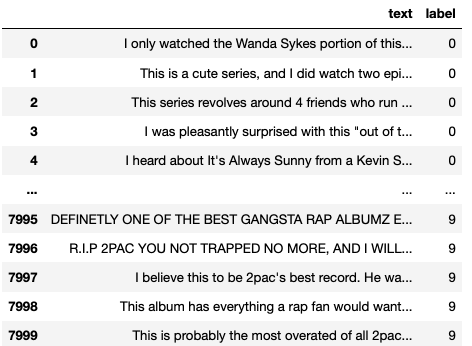 text label
0 I only watched the Wanda Sykes portion of this... 0
1 This is a cute series, and I did watch two epi... 0
2 This series revolves around 4 friends who run ... 0
3 I was pleasantly surprised with this "out of t... 0
4 I heard about It's Always Sunny from a Kevin S... 0
... ... ...
7995 DEFINETLY ONE OF THE BEST GANGSTA RAP ALBUMZ E... 9
7996 R.I.P 2PAC YOU NOT TRAPPED NO MORE, AND I WILL... 9
7997 I believe this to be 2pac's best record. He wa... 9
7998 This album has everything a rap fan would want... 9
7999 This is probably the most overated of all 2pac... 9